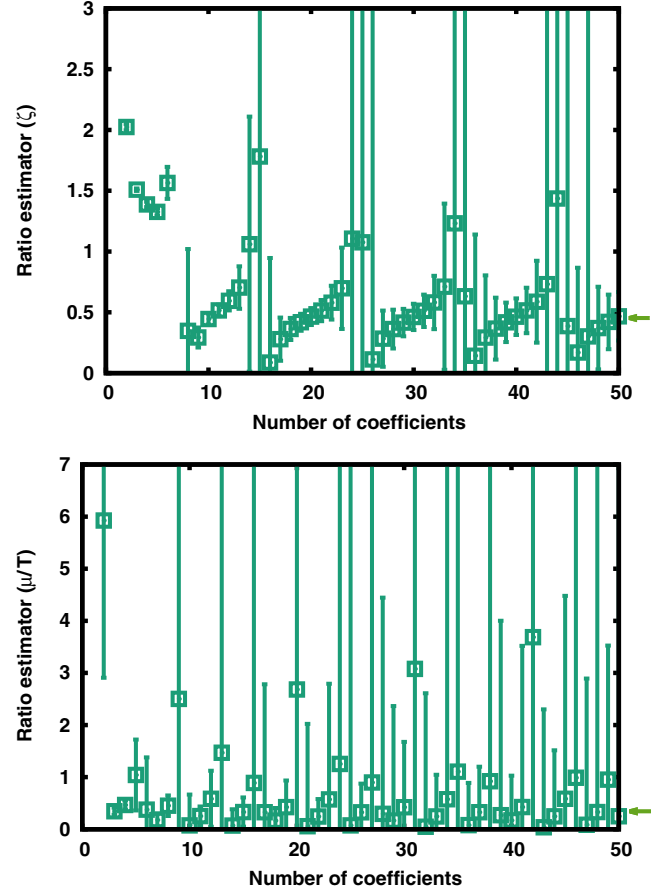 3
2.5
2
1.5
1
0.5
0
Ratio estimator (ζ)
0 10 20 30 40 50
Number of coefficients
7
6
5
4
3
2
1
0
Ratio estimator (μ/T)
0 10 20 30 40 50
Number of coefficients